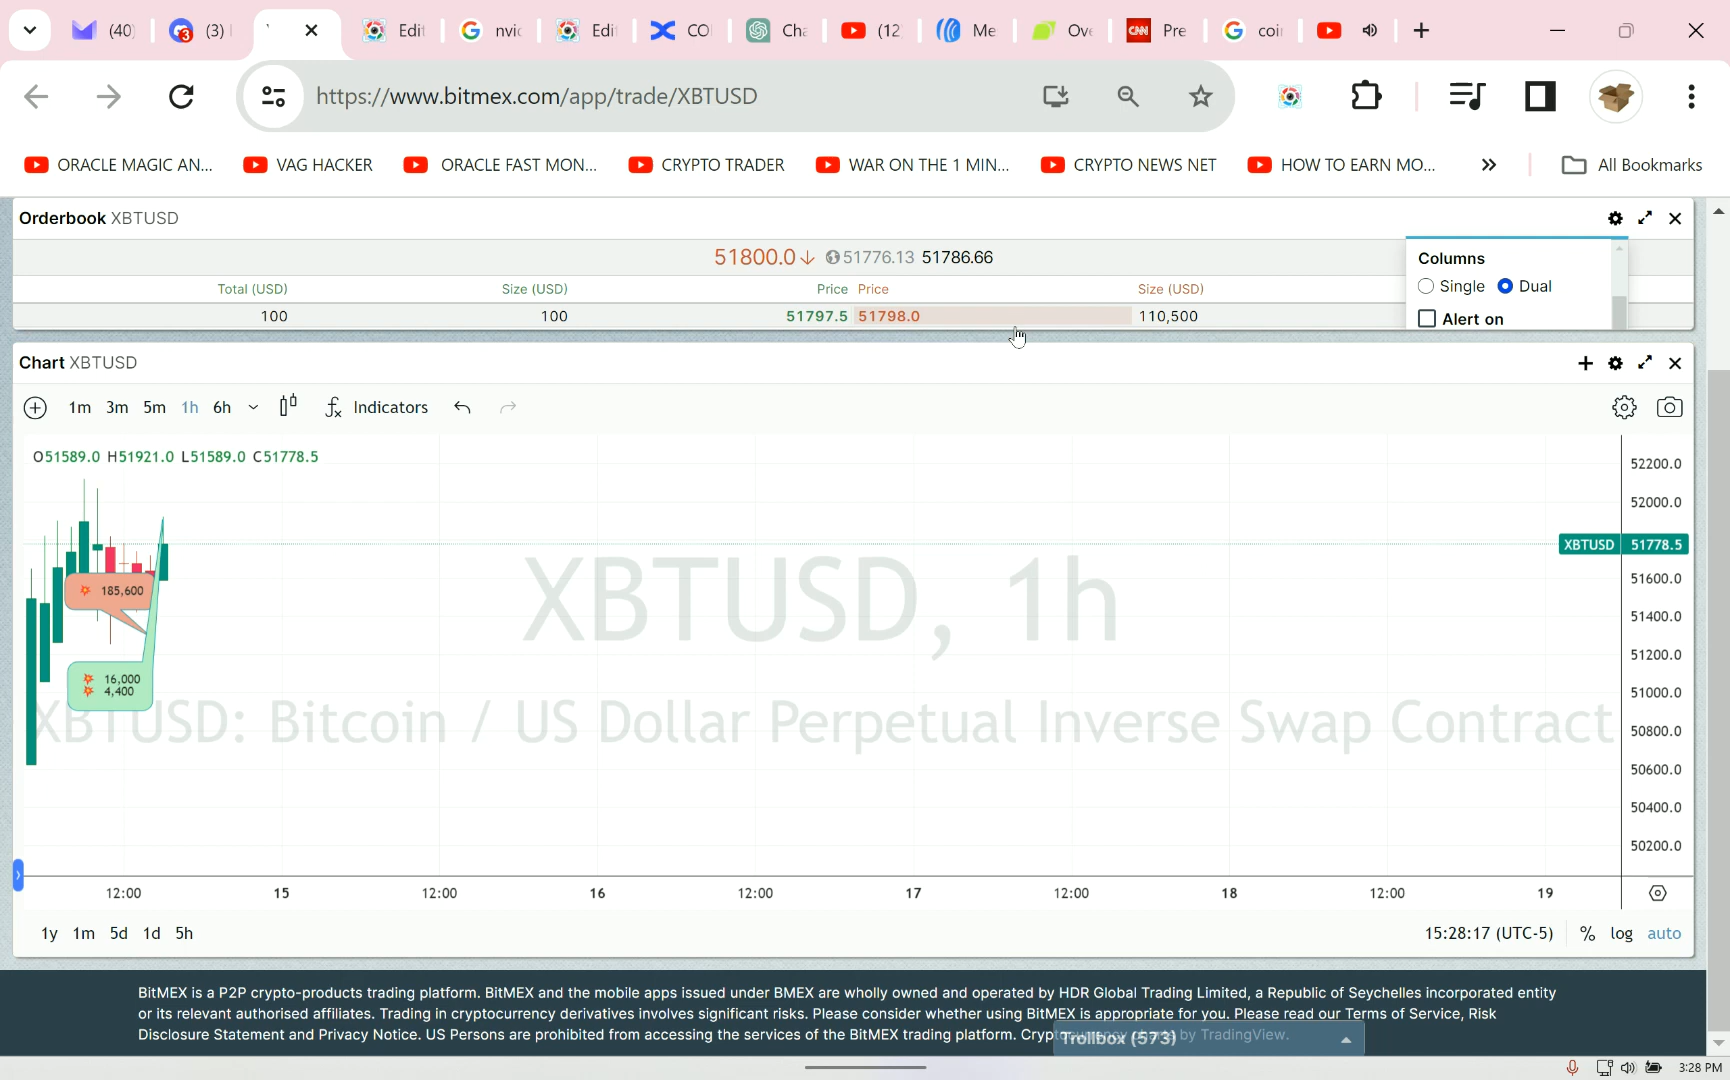 (40)
(3)
Edit
nvic
Edi
CO
Cha
(12
Me
Ove
CNN
Pre
coi
https://www.bitmex.com/app/trade/XBTUSD
ORACLE MAGIC AN...
VAG HACKER
ORACLE FAST MON...
CRYPTO TRADER
WAR ON THE 1 MIN...
CRYPTO NEWS NET
HOW TO EARN MO...
All Bookmarks
Orderbook XBTUSD
51800.0↓ 51776.13 51786.66
Columns
Single Dual
Alert on
Total (USD) Size (USD) Price Price Size (USD)
100 100 51797.5 51798.0 110,500
Chart XBTUSD
1m 3m 5m 1h 6h Indicators
O51589.0 H51921.0 L51589.0 C51778.5
52200.0
52000.0
XBTUSD 51778.5
51600.0
51400.0
51200.0
51000.0
50800.0
50600.0
50400.0
50200.0
185,600
16,000
4,400
XBTUSD, 1h
XBTUSD: Bitcoin / US Dollar Perpetual Inverse Swap Contract
12:00 15 12:00 16 12:00 17 12:00 18 12:00 19
1y 1m 5d 1d 5h
15:28:17 (UTC-5) % log auto
BitMEX is a P2P crypto-products trading platform. BitMEX and the mobile apps issued under BMEX are wholly owned and operated by HDR Global Trading Limited, a Republic of Seychelles incorporated entity
or its relevant authorised affiliates. Trading in cryptocurrency derivatives involves significant risks. Please consider whether using BitMEX is appropriate for you. Please read our Terms of Service, Risk
Disclosure Statement and Privacy Notice. US Persons are prohibited from accessing the services of the BitMEX trading platform. by TradingView.
Trollbox (573)
3:28 PM